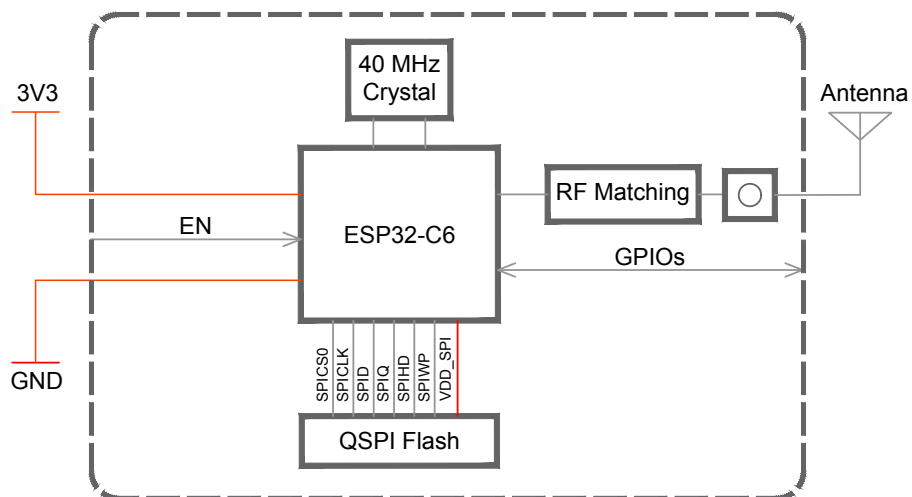 40 MHz
Crystal
3V3
Antenna
RF Matching
EN
ESP32-C6
GPIOs
SPICS0
SPICLK
SPID
SPIQ
SPIHD
SPIWP
VDD_SPI
GND
QSPI Flash